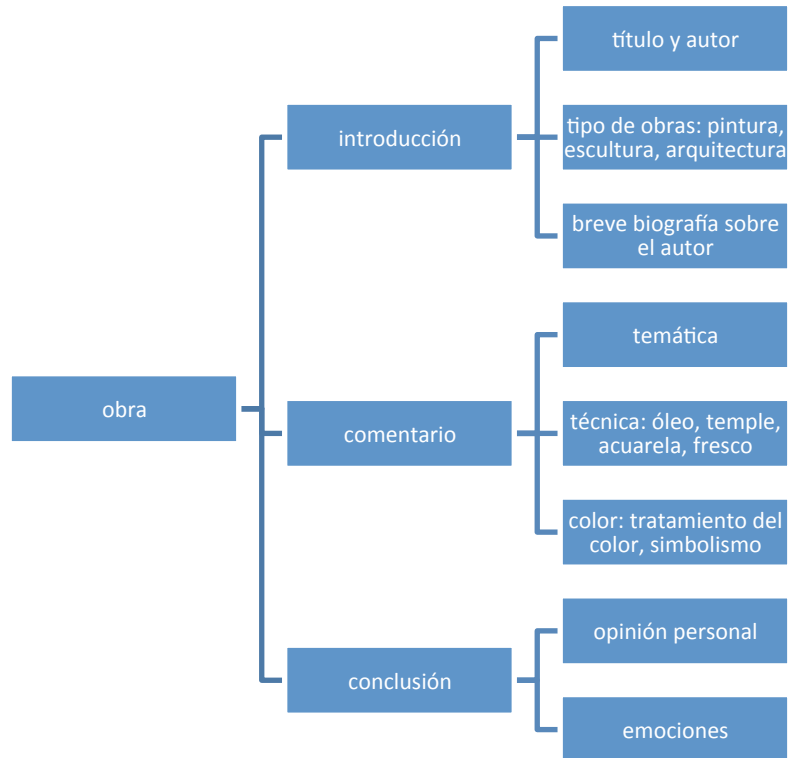 obra
introducción
título y autor
tipo de obras: pintura,
escultura, arquitectura
breve biografía sobre
el autor
comentario
temática
técnica: óleo, temple,
acuarela, fresco
color: tratamiento del
color, simbolismo
conclusión
opinión personal
emociones